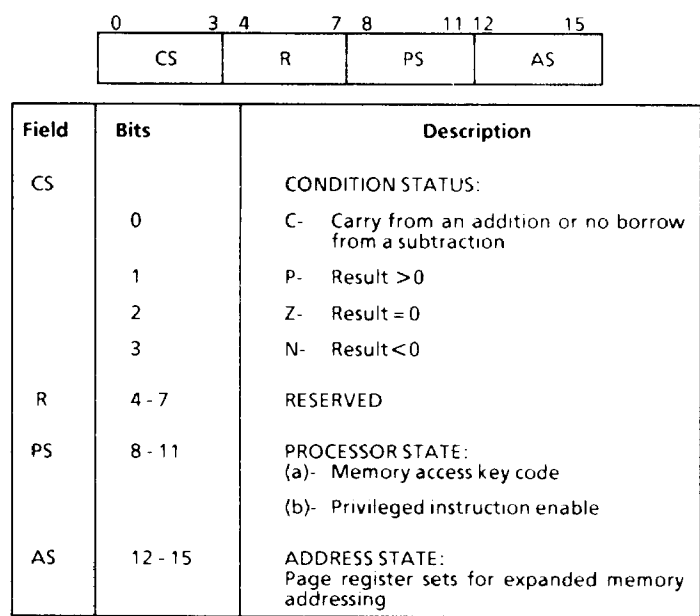 0 3 4 7 8 11 12 15
CS R PS AS
Field Bits Description
CS CONDITION STATUS:
0 C- Carry from an addition or no borrow
from a subtraction
1 P- Result >0
2 Z- Result = 0
3 N- Result<0
R 4 - 7 RESERVED
PS 8 - 11 PROCESSOR STATE:
(a)- Memory access key code
(b)- Privileged instruction enable
AS 12 - 15 ADDRESS STATE:
Page register sets for expanded memory
addressing